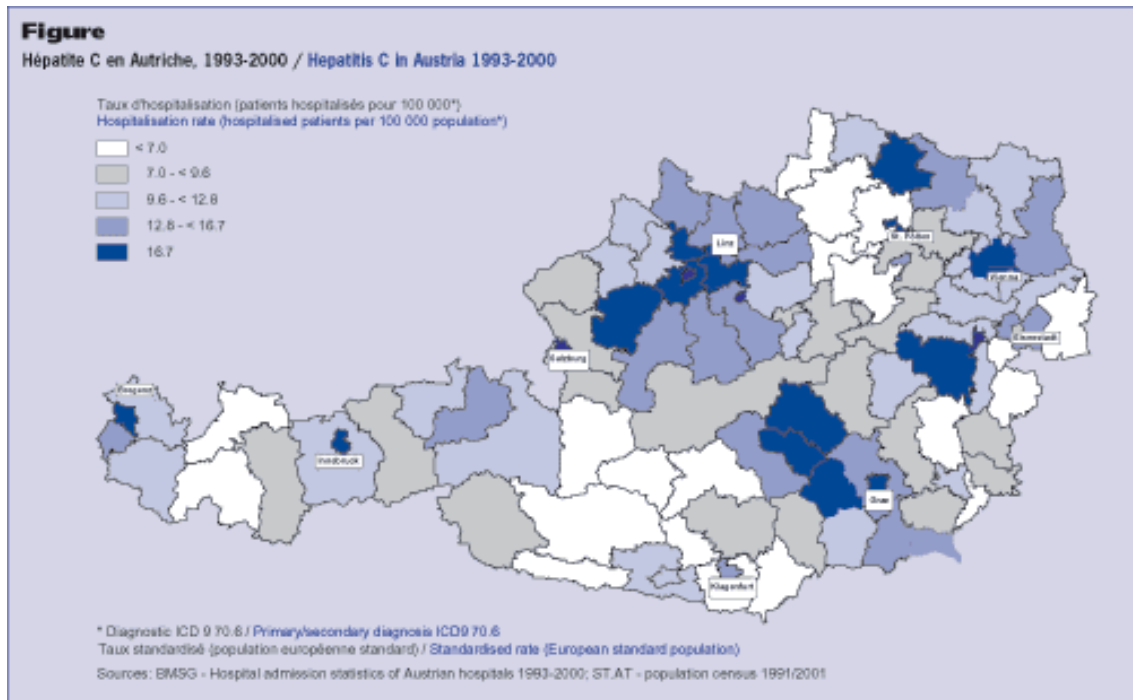 Figure
Hépatite C en Autriche, 1993-2000 / Hepatitis C in Austria 1993-2000
Taux d'hospitalisation (patients hospitalisés pour 100 000*)
Hospitalisation rate (hospitalised patients per 100 000 population*)
< 7.0
7.0 - < 9.6
9.6 - < 12.8
12.8 - < 16.7
16.7
Linz
St. Pölten
Vienna
Eisenstadt
Salzburg
Bregenz
Innsbruck
Graz
Klagenfurt
* Diagnostic ICD 9 70.6 / Primary/secondary diagnosis ICD9 70.6
Taux standardisé (population européenne standard) / Standardised rate (European standard population)
Sources: BMSG - Hospital admission statistics of Austrian hospitals 1993-2000; ST.AT - population census 1991/2001